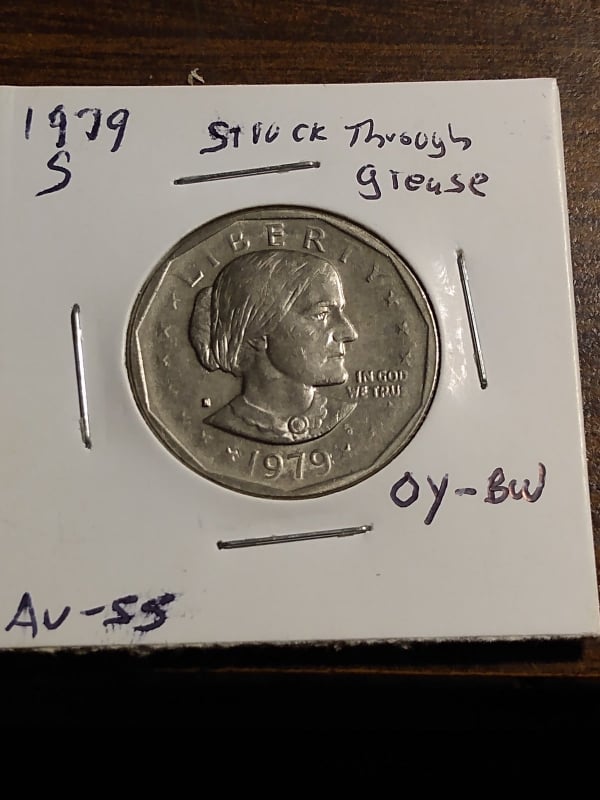 1979 Struck Through
S grease
LIBERTY
IN GOD
WE TRU
1979
OY-BW
AU-55